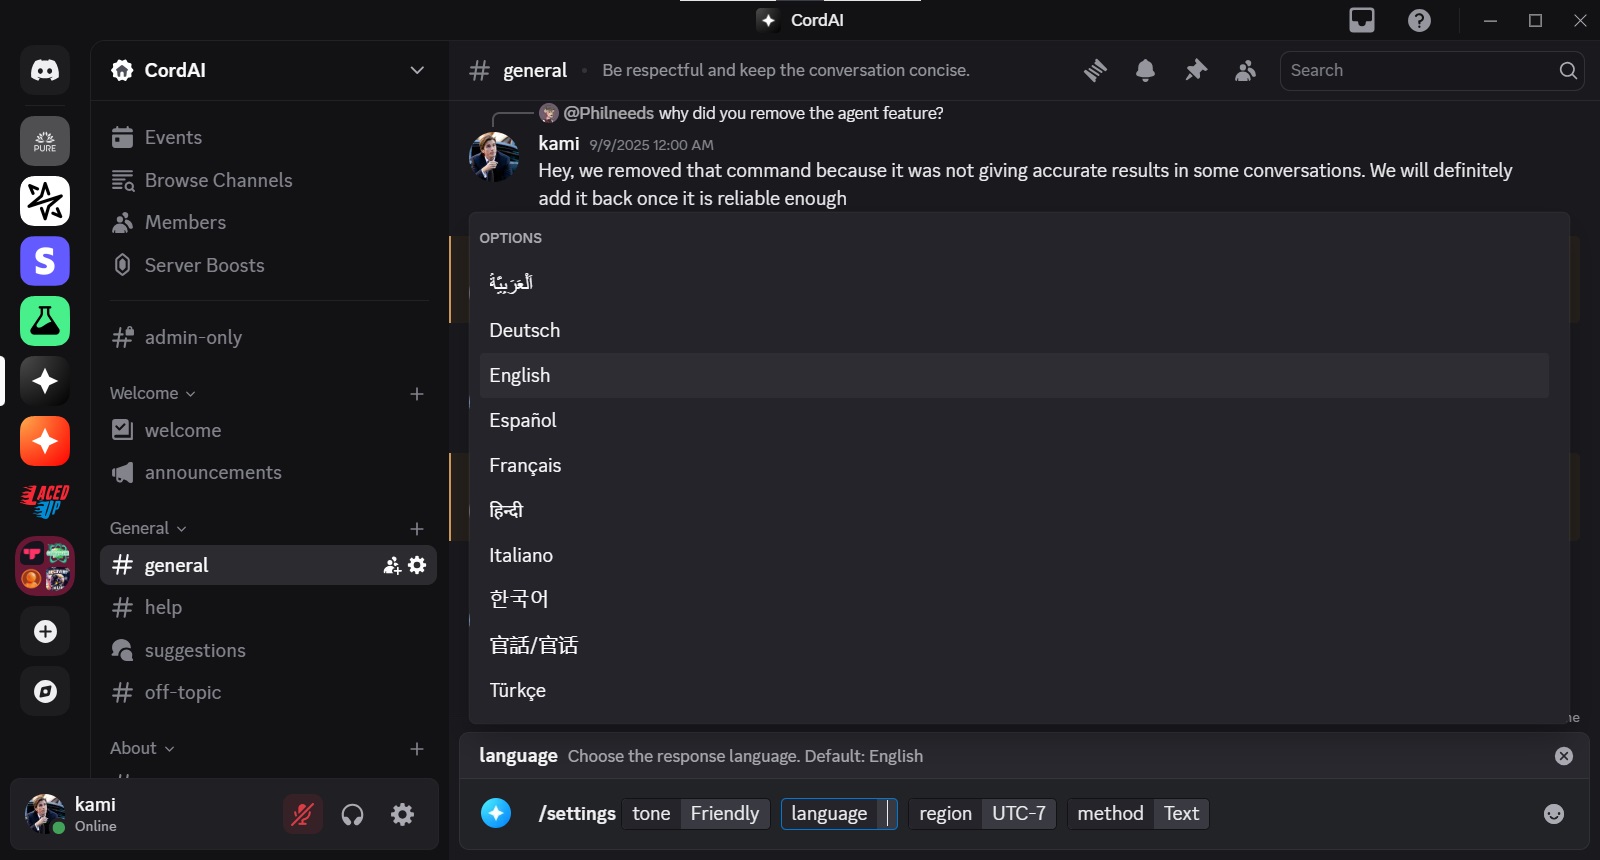 CordAI
CordAI
Events
Browse Channels
Members
Server Boosts
admin-only
Welcome
welcome
announcements
General
general
help
suggestions
off-topic
About
kami
Online
PURE
S
LACED
UP
general • Be respectful and keep the conversation concise.
Search
@Philneeds why did you remove the agent feature?
kami 9/9/2025 12:00 AM
Hey, we removed that command because it was not giving accurate results in some conversations. We will definitely
add it back once it is reliable enough
OPTIONS
اَلْعَرَبِيَّةُ
Deutsch
English
Español
Français
हिन्दी
Italiano
한국어
官話/官话
Türkçe
language Choose the response language. Default: English
/settings tone Friendly language region UTC-7 method Text